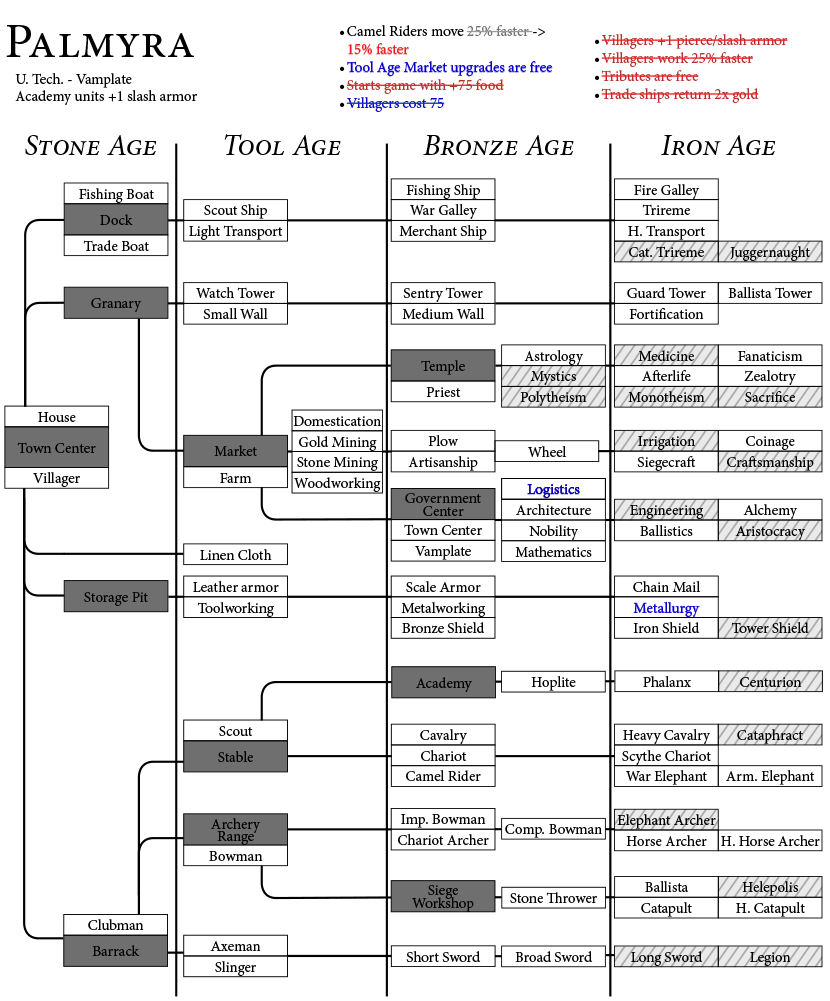 PALMYRA
U. Tech. - Vamplate
Academy units +1 slash armor
• Camel Riders move 25% faster ->
15% faster
• Tool Age Market upgrades are free
• Starts game with +75 food
• Villagers cost 75
• Villagers +1 pierce/slash armor
• Villagers work 25% faster
• Tributes are free
• Trade ships return 2x gold
STONE AGE
TOOL AGE
BRONZE AGE
IRON AGE
Fishing Boat
Dock
Trade Boat
Scout Ship
Light Transport
Fishing Ship
War Galley
Merchant Ship
Fire Galley
Trireme
H. Transport
Cat. Trireme
Juggernaught
Granary
Watch Tower
Small Wall
Sentry Tower
Medium Wall
Guard Tower
Ballista Tower
Fortification
Temple
Priest
Astrology
Mystics
Polytheism
Medicine
Fanaticism
Afterlife
Zealotry
Monotheism
Sacrifice
House
Town Center
Villager
Market
Farm
Domestication
Gold Mining
Stone Mining
Woodworking
Plow
Artisanship
Wheel
Irrigation
Coinage
Siegecraft
Craftsmanship
Government
Center
Town Center
Vamplate
Logistics
Architecture
Nobility
Mathematics
Engineering
Alchemy
Ballistics
Aristocracy
Linen Cloth
Storage Pit
Leather armor
Toolworking
Scale Armor
Metalworking
Bronze Shield
Chain Mail
Metallurgy
Iron Shield
Tower Shield
Academy
Hoplite
Phalanx
Centurion
Scout
Stable
Cavalry
Chariot
Camel Rider
Heavy Cavalry
Cataphract
Scythe Chariot
War Elephant
Arm. Elephant
Archery
Range
Bowman
Imp. Bowman
Chariot Archer
Comp. Bowman
Elephant Archer
Horse Archer
H. Horse Archer
Siege
Workshop
Stone Thrower
Ballista
Helepolis
Catapult
H. Catapult
Clubman
Barrack
Axeman
Slinger
Short Sword
Broad Sword
Long Sword
Legion